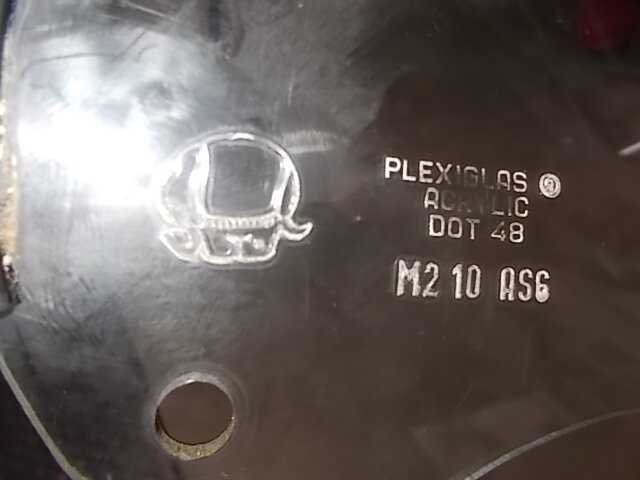 PLEXIGLAS ®
ACRYLIC
DOT 48
M2 10 AS6